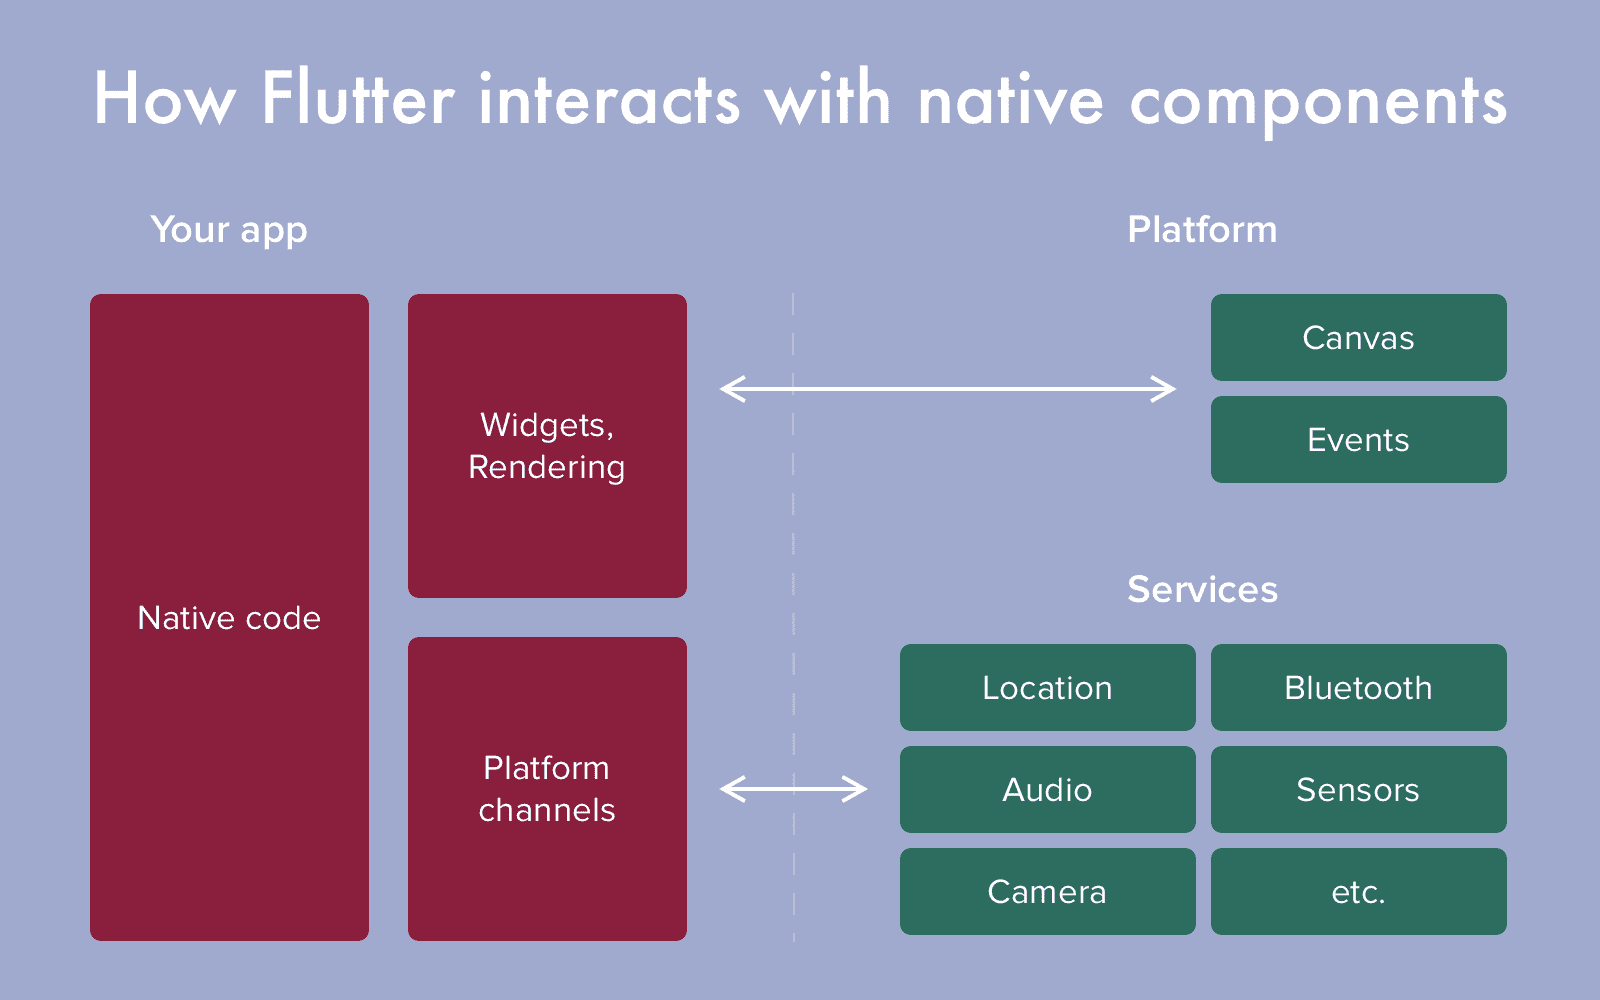 How Flutter interacts with native components
Your app
Native code
Widgets,
Rendering
Platform
channels
Platform
Canvas
Events
Services
Location
Bluetooth
Audio
Sensors
Camera
etc.